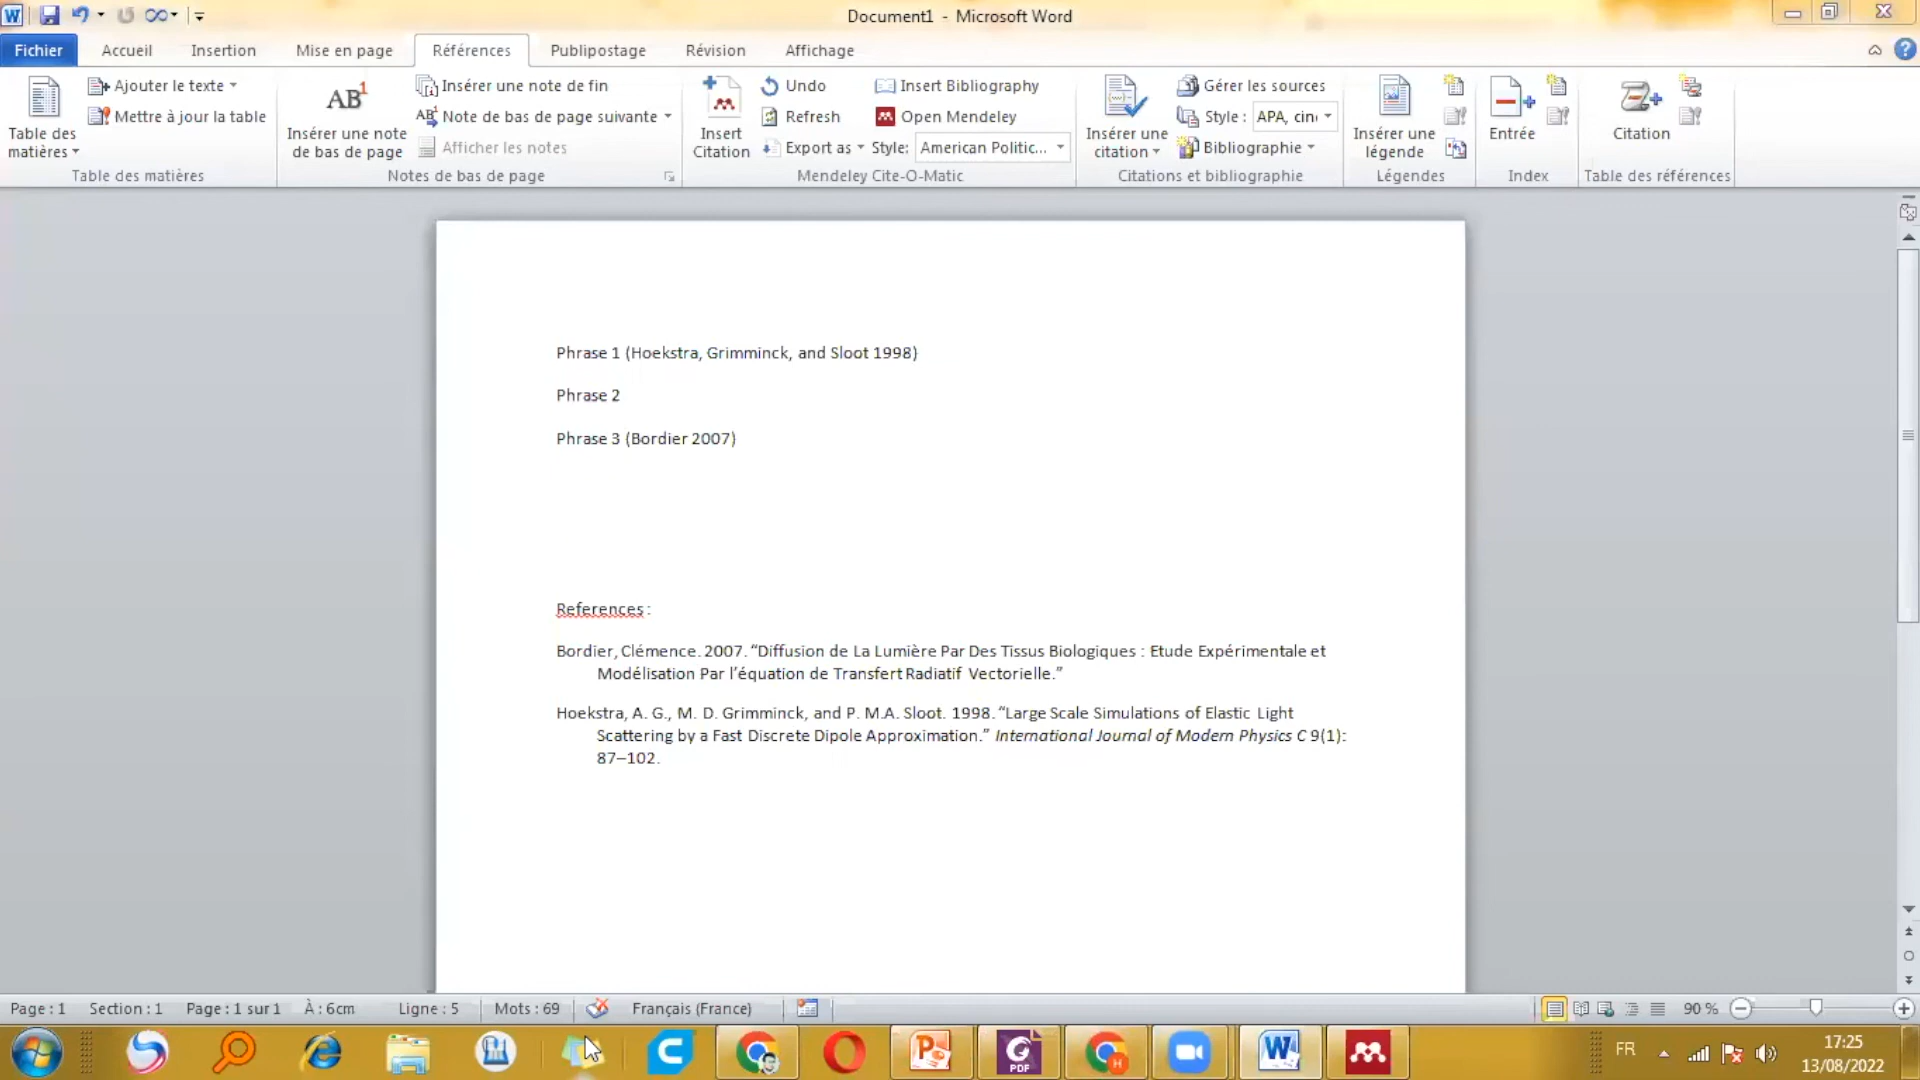 Document1 - Microsoft Word
Fichier Accueil Insertion Mise en page Références Publipostage Révision Affichage
Table des matières
Ajouter le texte
Mettre à jour la table
Table des matières
AB1
Insérer une note de bas de page
Insérer une note de fin
AB1 Note de bas de page suivante
Afficher les notes
Notes de bas de page
Insert Citation
Undo
Refresh
Export as
Insert Bibliography
Open Mendeley
Style: American Politic...
Mendeley Cite-O-Matic
Insérer une citation
Gérer les sources
Style : APA, cin
Bibliographie
Citations et bibliographie
Insérer une légende
Légendes
Entrée
Index
Citation
Table des références
Phrase 1 (Hoekstra, Grimminck, and Sloot 1998)
Phrase 2
Phrase 3 (Bordier 2007)
References :
Bordier, Clémence. 2007. “Diffusion de La Lumière Par Des Tissus Biologiques : Etude Expérimentale et
Modélisation Par l’équation de Transfert Radiatif Vectorielle.”
Hoekstra, A. G., M. D. Grimminck, and P. M.A. Sloot. 1998. “Large Scale Simulations of Elastic Light
Scattering by a Fast Discrete Dipole Approximation.” International Journal of Modern Physics C 9(1):
87–102.
Page : 1 Section : 1 Page : 1 sur 1 À : 6cm Ligne : 5 Mots : 69 Français (France) 90 %
PDF
FR
17:25
13/08/2022